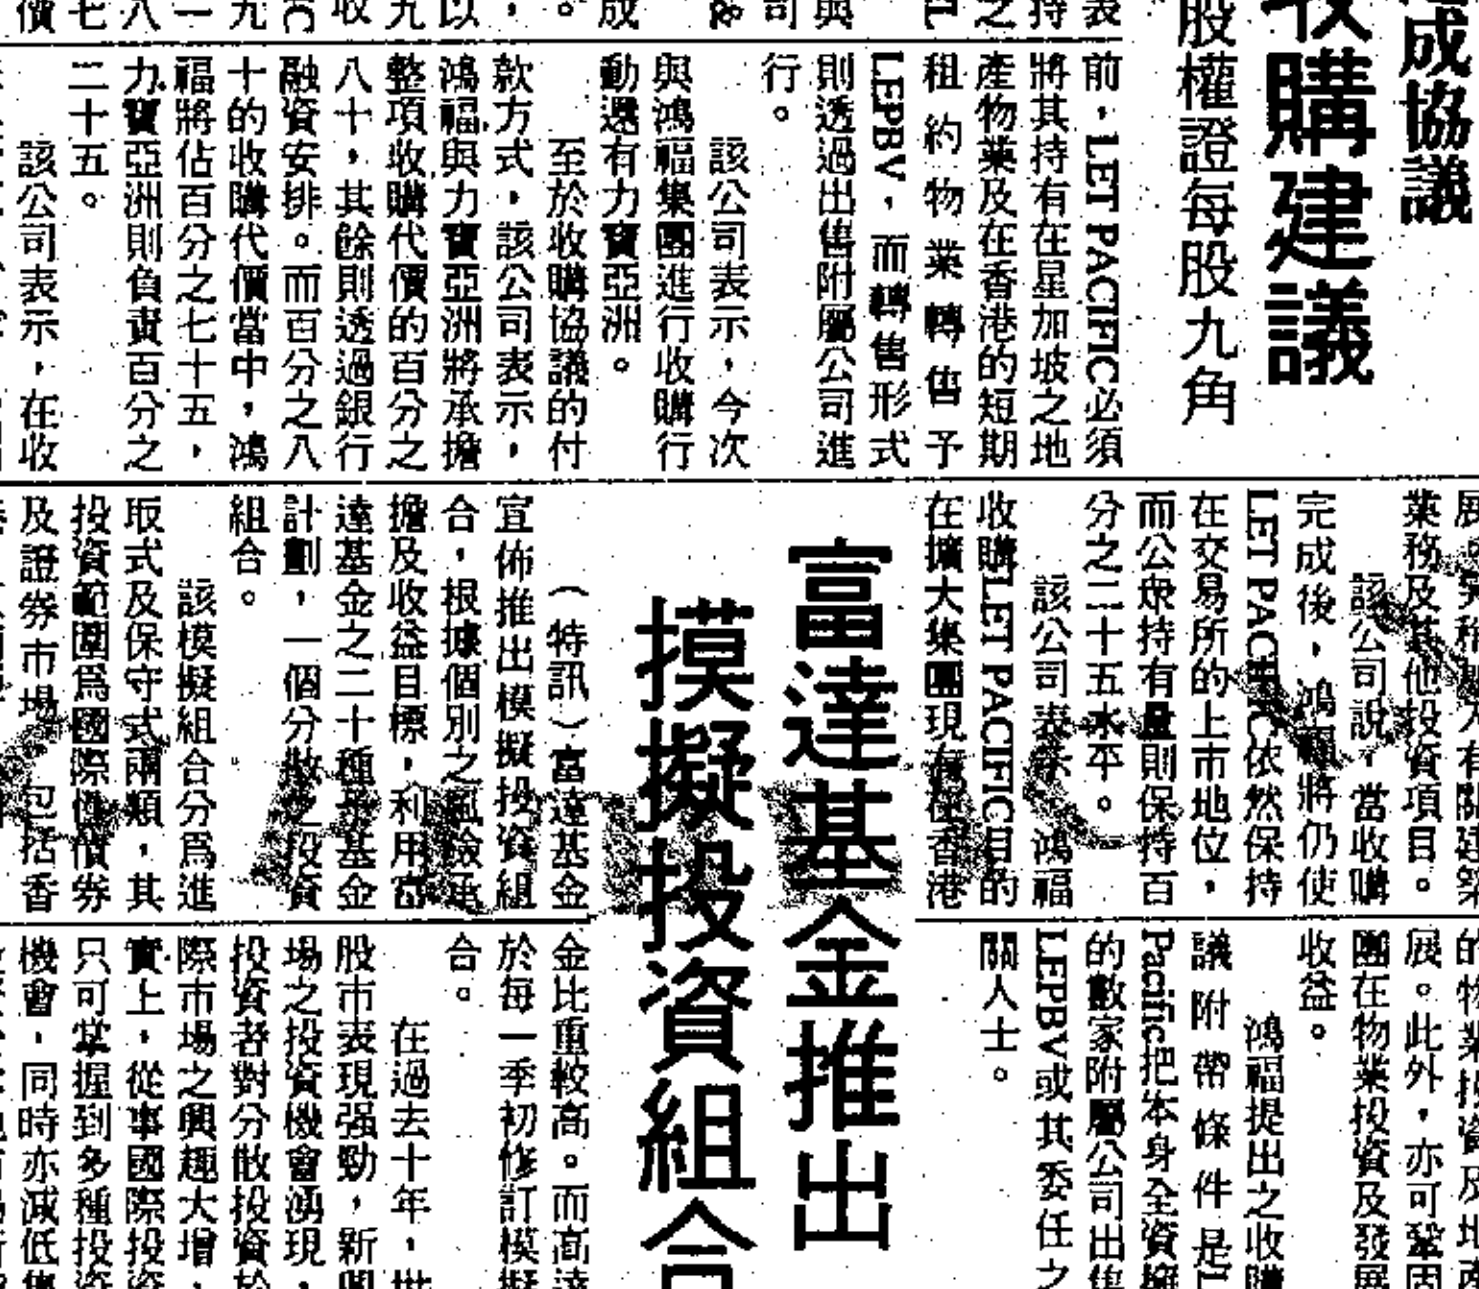 成協議
收購建議
股權證每股九角
前，LET PACIFIC必須
將其持有在星加坡之地
產物業及在香港的短期
租約物業轉售予
LEPBV，而轉售形式
則透過出售附屬公司進
行。
該公司表示，今次
與鴻福集團進行收購行
動還有力寶亞洲。
至於收購協議的付
款方式，該公司表示，
鴻福與力寶亞洲將承擔
整項收購代價的百分之
八十，其餘則透過銀行
融資安排。而百分之八
十的收購代價當中，鴻
福將佔百分之七十五，
力寶亞洲則負責百分之
二十五。
該公司表示，在收
業務及其他投資項目。
該公司說，當收購
完成後，鴻福將仍使
LET PACIFIC依然保持
在交易所的上市地位，
而公衆持有量則保持百
分之二十五水平。
該公司表示，鴻福
收購LET PACIFIC目的
在擴大集團現有在香港
的物業投資及地產
展。此外，亦可鞏固
團在物業投資及發展
收益。
鴻福提出之收購
議附帶條件是
Pacific把本身全資擁
的數家附屬公司出售
LEPBV或其委任之
關人士。
富達基金推出
摸擬投資組合
（特訊）富達基金
宣佈推出模擬投資組
合，根據個別之風險承
擔及收益目標，利用富
達基金之二十種子基金
計劃，一個分散之投資
組合。
該模擬組合分爲進
取式及保守式兩類，其
投資範圍爲國際性債券
及證券市場，包括香
金比重較高。而富達
於每一季初修訂模擬
合。
在過去十年，世
股市表現强勁，新興
場之投資機會湧現，
投資者對分散投資於
際市場之興趣大增，
實上，從事國際投資
只可掌握到多種投資
機會，同時亦減低集